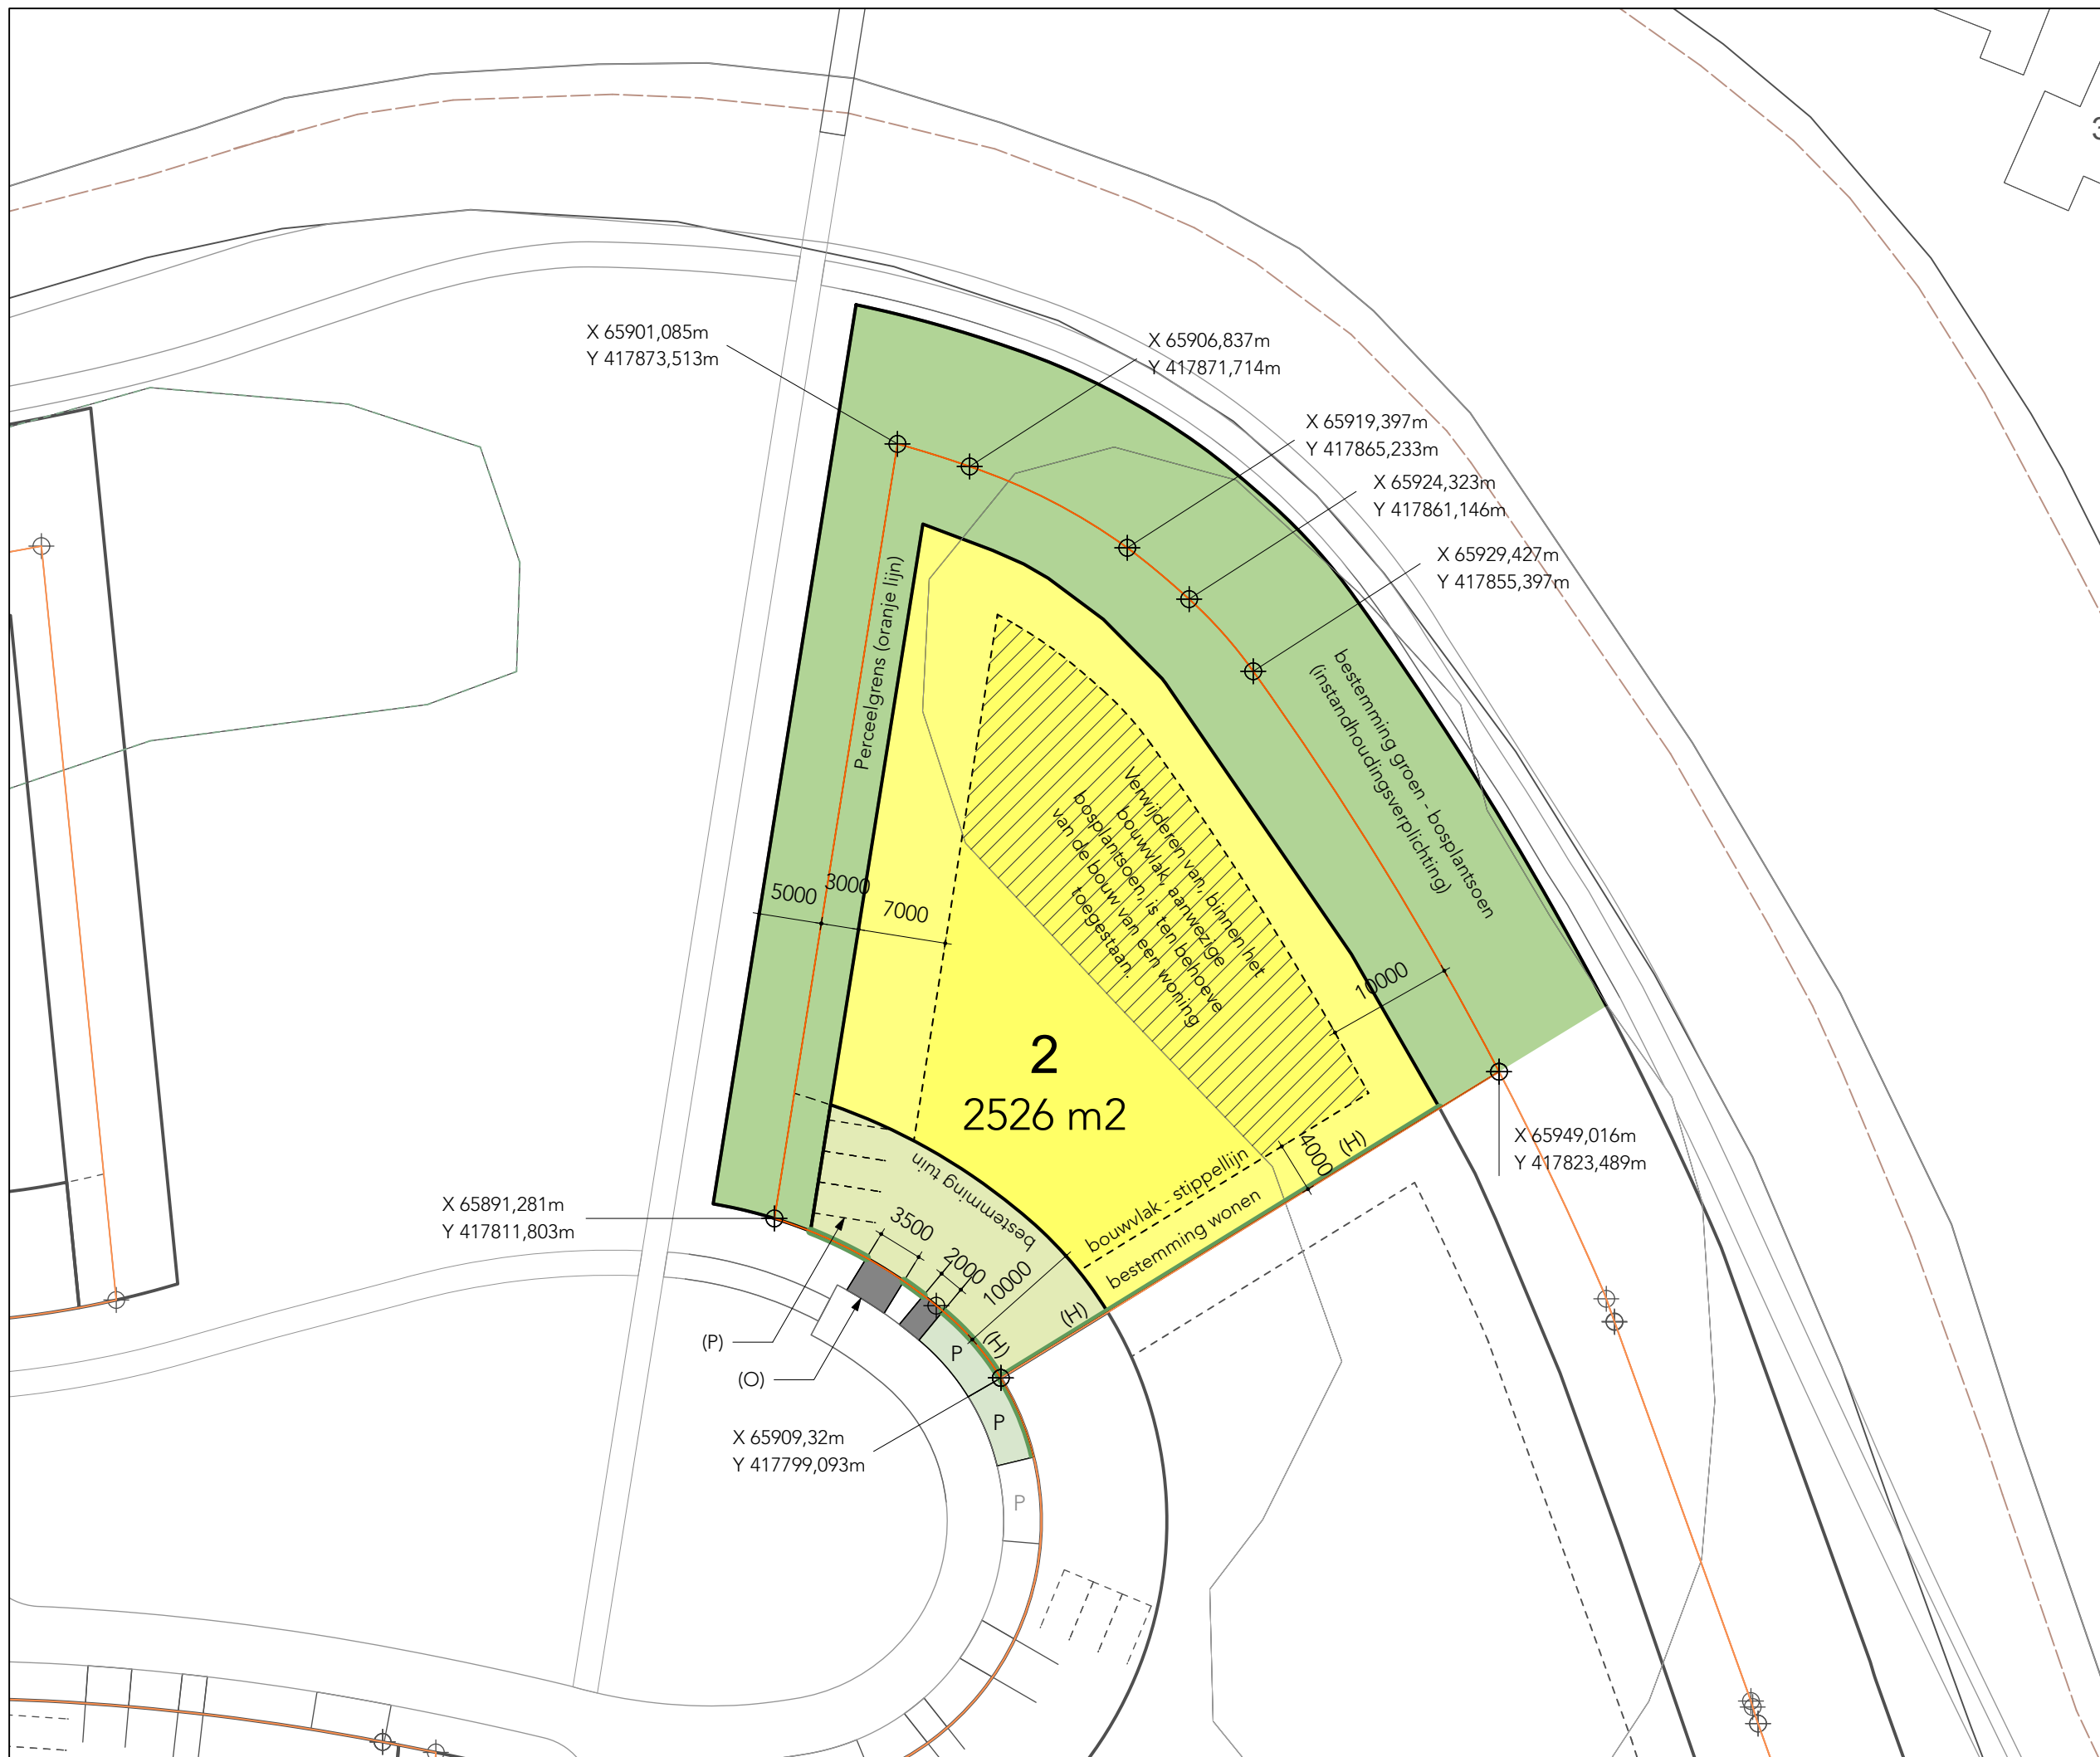 X 65901,085m
Y 417873,513m
X 65906,837m
Y 417871,714m
X 65919,397m
Y 417865,233m
X 65924,323m
Y 417861,146m
X 65929,427m
Y 417855,397m
Perceelgrens (oranje lijn)
bestemming groen - bosplantsoen
(instandhoudingsverplichting)
Verwijderen van, binnen het
bouwvlak, aanwezige
bosplantsoen, is ten behoeve
van de bouw van een woning
toegestaan.
5000
3000
7000
10000
2
2526 m2
4000
(H)
X 65949,016m
Y 417823,489m
bouwvlak - stippellijn
bestemming wonen
bestemming tuin
X 65891,281m
Y 417811,803m
3500
2000
10000
(H)
(H)
(P)
(O)
P
P
P
X 65909,32m
Y 417799,093m